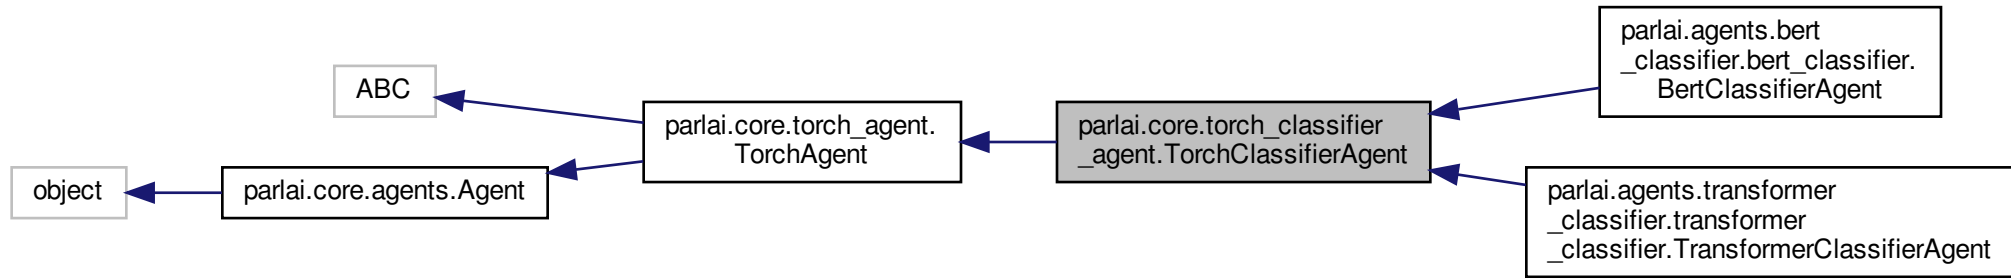 ABC
object
parlai.core.agents.Agent
parlai.core.torch_agent.
TorchAgent
parlai.core.torch_classifier
_agent.TorchClassifierAgent
parlai.agents.bert
_classifier.bert_classifier.
BertClassifierAgent
parlai.agents.transformer
_classifier.transformer
_classifier.TransformerClassifierAgent